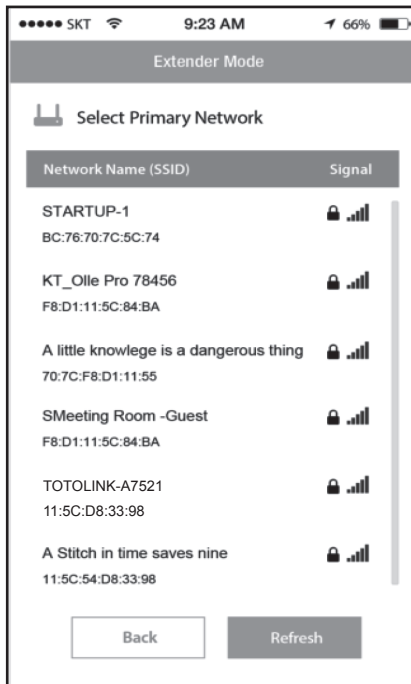 SKT 9:23 AM 66%
Extender Mode
Select Primary Network
Network Name (SSID) Signal
STARTUP-1
BC:76:70:7C:5C:74
KT_Olle Pro 78456
F8:D1:11:5C:84:BA
A little knowlege is a dangerous thing
70:7C:F8:D1:11:55
SMeeting Room -Guest
F8:D1:11:5C:84:BA
TOTOLINK-A7521
11:5C:D8:33:98
A Stitch in time saves nine
11:5C:54:D8:33:98
Back Refresh